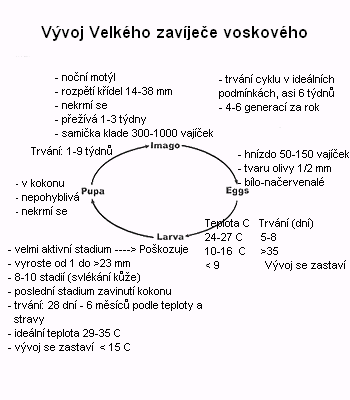 Vývoj Velkého zavíječe voskového
- noční motýl
- rozpětí křídel 14-38 mm
- nekrmí se
- přežívá 1-3 týdny
- samička klade 300-1000 vajíček
- trvání cyklu v ideálních
podmínkách, asi 6 týdnů
- 4-6 generací za rok
Trvání: 1-9 týdnů
Imago
- hnízdo 50-150 vajíček
- tvaru olivy 1/2 mm
- bílo-načervenalé
- v kokonu
- nepohyblivá
- nekrmí se
Pupa
Eggs
Larva
Teplota C Trvání (dní)
24-27 C 5-8
10-16 C >35
< 9 Vývoj se zastaví
- velmi aktivní stadium ----> Poškozuje
- vyroste od 1 do >23 mm
- 8-10 stadií (svlékání kůže)
- poslední stadium zavinutí kokonu
- trvání: 28 dní - 6 měsíců podle teploty a
stravy
- ideální teplota 29-35 C
- vývoj se zastaví < 15 C